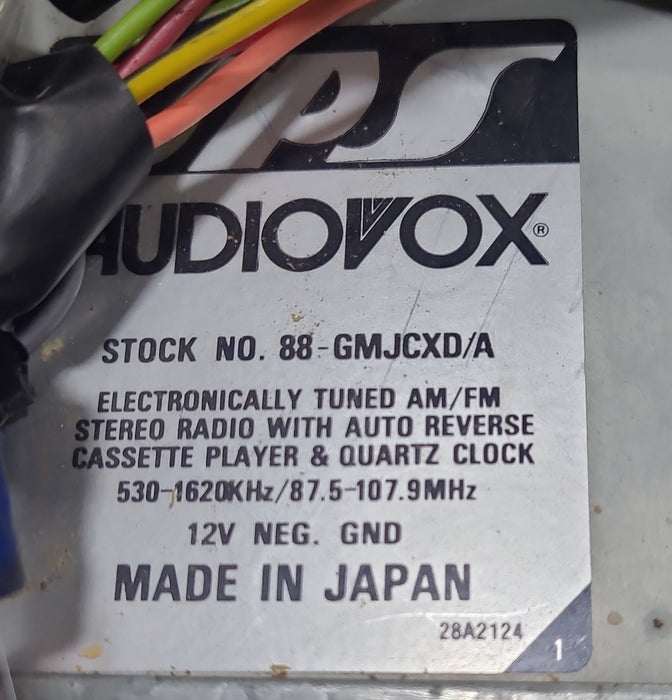 PS
AUDIOVOX®
STOCK NO. 88-GMJCXD/A
ELECTRONICALLY TUNED AM/FM
STEREO RADIO WITH AUTO REVERSE
CASSETTE PLAYER & QUARTZ CLOCK
530-1620KHz/87.5-107.9MHz
12V NEG. GND
MADE IN JAPAN
28A2124
1